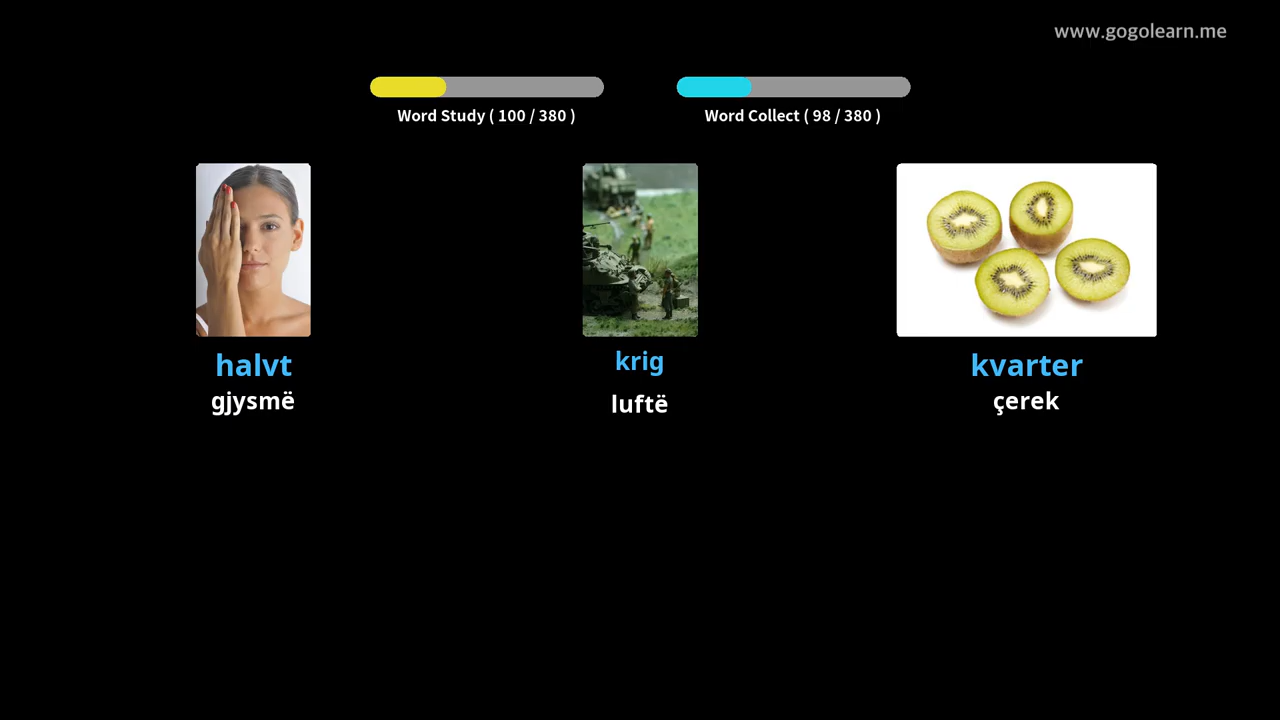 www.gogolearn.me
Word Study ( 100 / 380 )
Word Collect ( 98 / 380 )
halvt
gjysmë
krig
luftë
kvarter
çerek